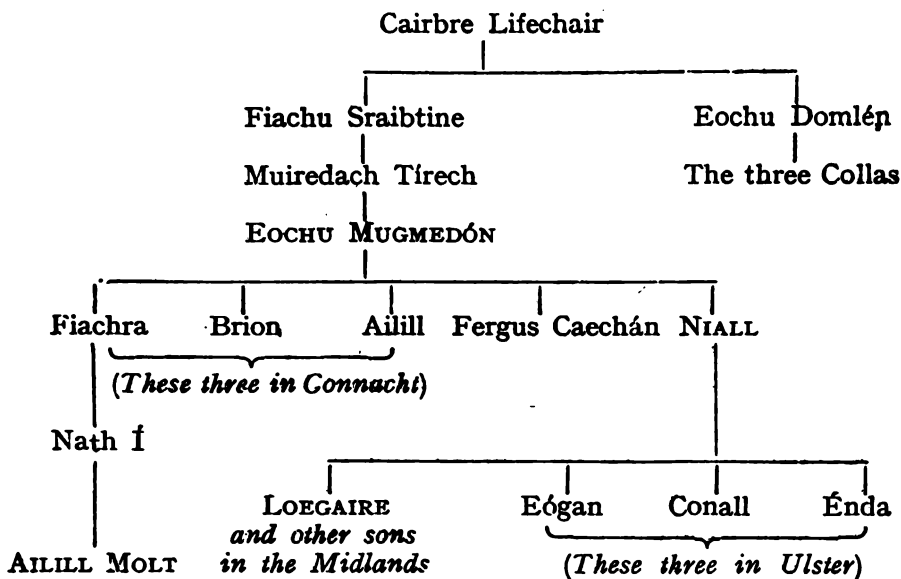 Cairbre Lifechair
Fiachu Sraibtine Eochu Domlén
Muiredach Tírech The three Collas
EOCHU MUGMEDÓN
Fiachra Brion Ailill Fergus Caechán NIALL
(These three in Connacht)
Nath Í
LOEGAIRE Eógan Conall Énda
and other sons
AILILL MOLT in the Midlands (These three in Ulster)